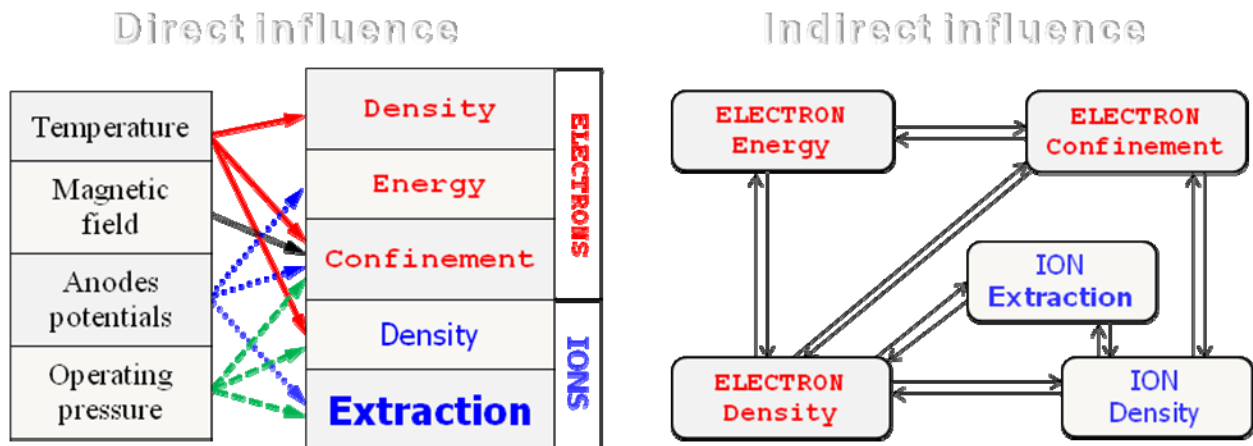 Direct influence
Temperature
Magnetic
field
Anodes
potentials
Operating
pressure
Density
Energy
Confinement
Density
Extraction
ELECTRONS
IONS
Indirect influence
ELECTRON
Energy
ELECTRON
Confinement
ION
Extraction
ELECTRON
Density
ION
Density